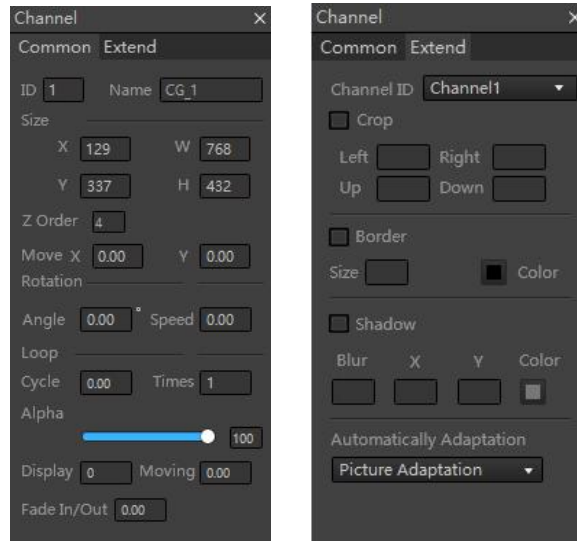 Channel ×
Common Extend
ID 1 Name CG_1
Size
X 129 W 768
Y 337 H 432
Z Order 4
Move X 0.00 Y 0.00
Rotation
Angle 0.00 ° Speed 0.00
Loop
Cycle 0.00 Times 1
Alpha
100
Display 0 Moving 0.00
Fade In/Out 0.00
Channel ×
Common Extend
Channel ID Channel1
Crop
Left Right
Up Down
Border
Size Color
Shadow
Blur X Y Color
Automatically Adaptation
Picture Adaptation